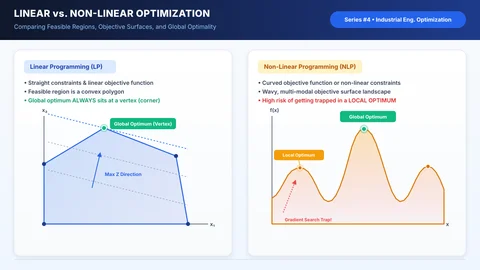 LINEAR vs. NON-LINEAR OPTIMIZATION
Comparing Feasible Regions, Objective Surfaces, and Global Optimality
Series #4 • Industrial Eng. Optimization
Linear Programming (LP)
• Straight constraints & linear objective function
• Feasible region is a convex polygon
• Global optimum ALWAYS sits at a vertex (corner)
x₂
Global Optimum (Vertex)
Max Z Direction
x₁
Non-Linear Programming (NLP)
• Curved objective function or non-linear constraints
• Wavy, multi-modal objective surface landscape
• High risk of getting trapped in a LOCAL OPTIMUM
f(x)
Global Optimum
Local Optimum
Gradient Search Trap!
x